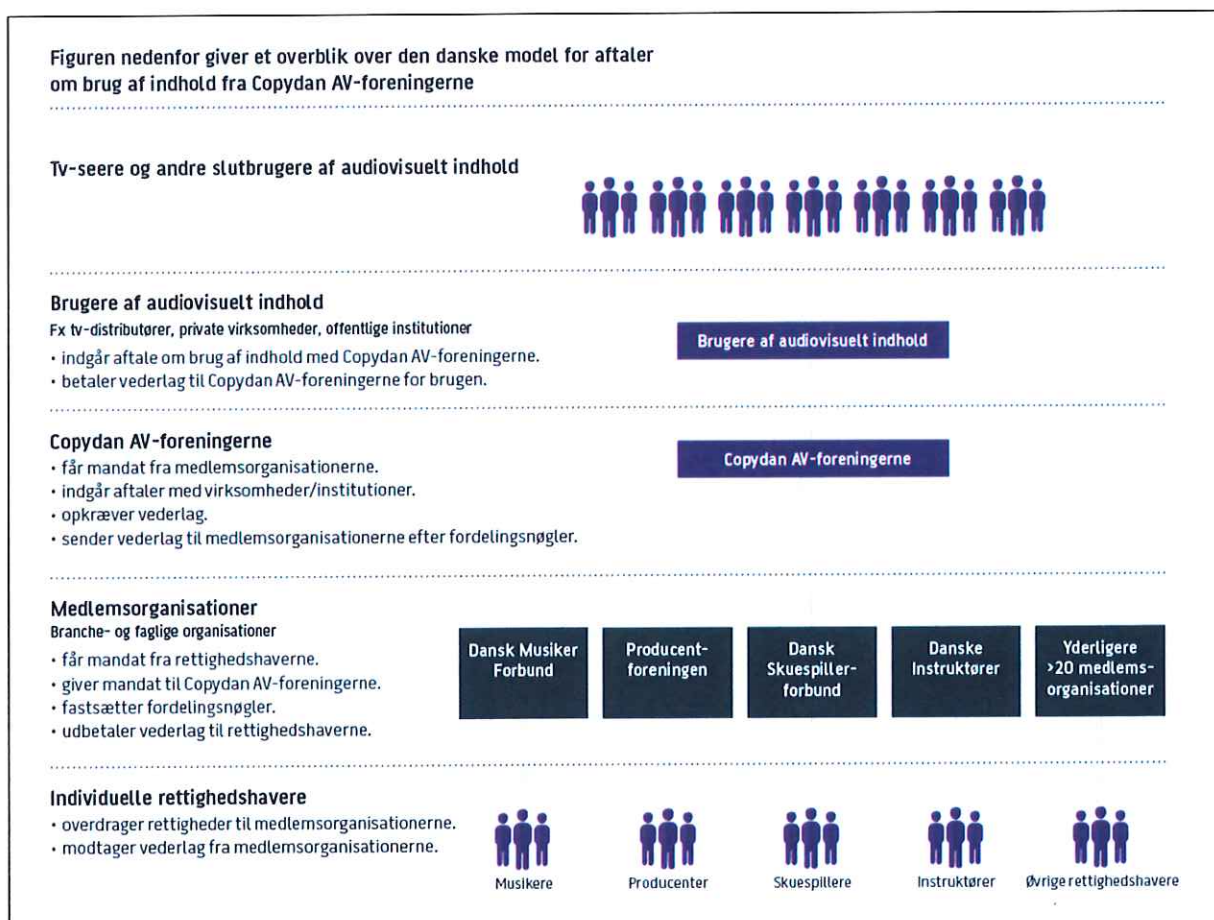 Figuren nedenfor giver et overblik over den danske model for aftaler
om brug af indhold fra Copydan AV-foreningerne
Tv-seere og andre slutbrugere af audiovisuelt indhold
Brugere af audiovisuelt indhold
Fx tv-distributører, private virksomheder, offentlige institutioner
• indgår aftale om brug af indhold med Copydan AV-foreningerne.
• betaler vederlag til Copydan AV-foreningerne for brugen.
Brugere af audiovisuelt indhold
Copydan AV-foreningerne
• får mandat fra medlemsorganisationerne.
• indgår aftaler med virksomheder/institutioner.
• opkræver vederlag.
• sender vederlag til medlemsorganisationerne efter fordelingsnøgler.
Copydan AV-foreningerne
Medlemsorganisationer
Branche- og faglige organisationer
• får mandat fra rettighedshaverne.
• giver mandat til Copydan AV-foreningerne.
• fastsætter fordelingsnøgler.
• udbetaler vederlag til rettighedshaverne.
Dansk Musiker
Forbund
Producent-
foreningen
Dansk
Skuespiller-
forbund
Danske
Instruktører
Yderligere
>20 medlems-
organisationer
Individuelle rettighedshavere
• overdrager rettigheder til medlemsorganisationerne.
• modtager vederlag fra medlemsorganisationerne.
Musikere
Producenter
Skuespillere
Instruktører
Øvrige rettighedshavere